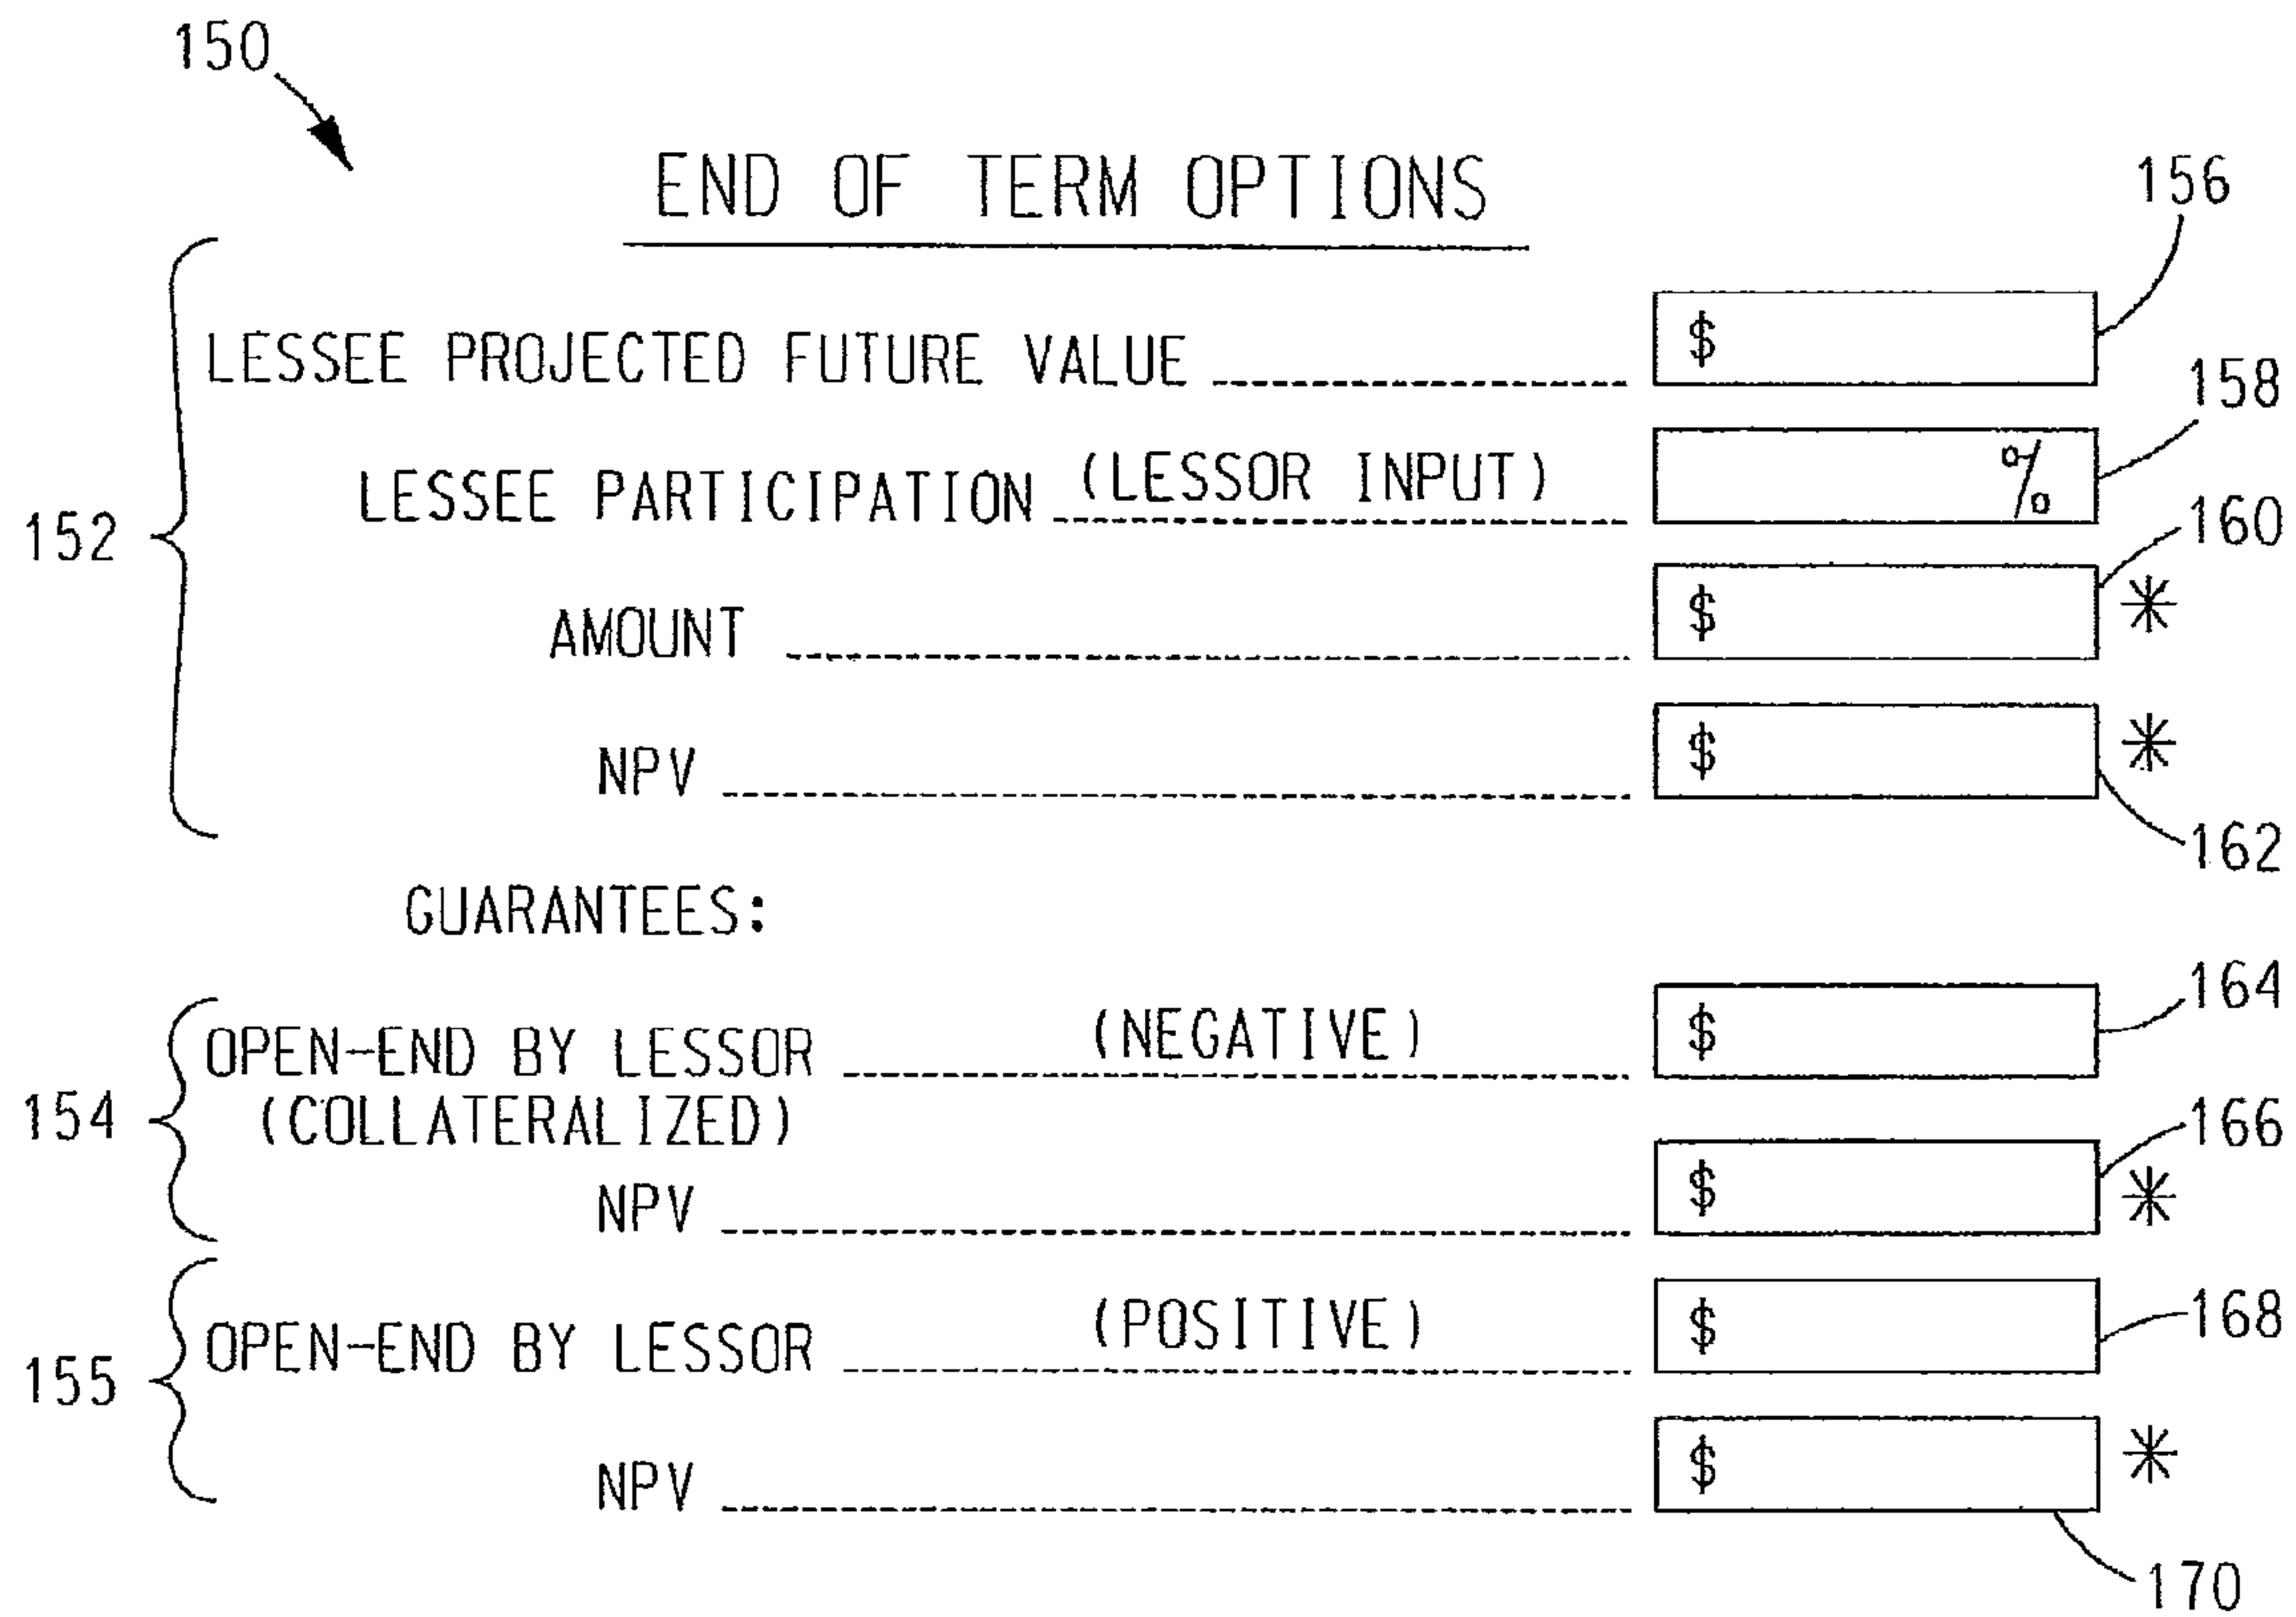 150
END OF TERM OPTIONS
156
LESSEE PROJECTED FUTURE VALUE $
158
LESSEE PARTICIPATION (LESSOR INPUT) %
152
160
AMOUNT $ *
NPV $ *
162
GUARANTEES:
164
OPEN-END BY LESSOR (NEGATIVE) $
154
(COLLATERALIZED)
166
NPV $ *
168
OPEN-END BY LESSOR (POSITIVE) $
155
NPV $ *
170